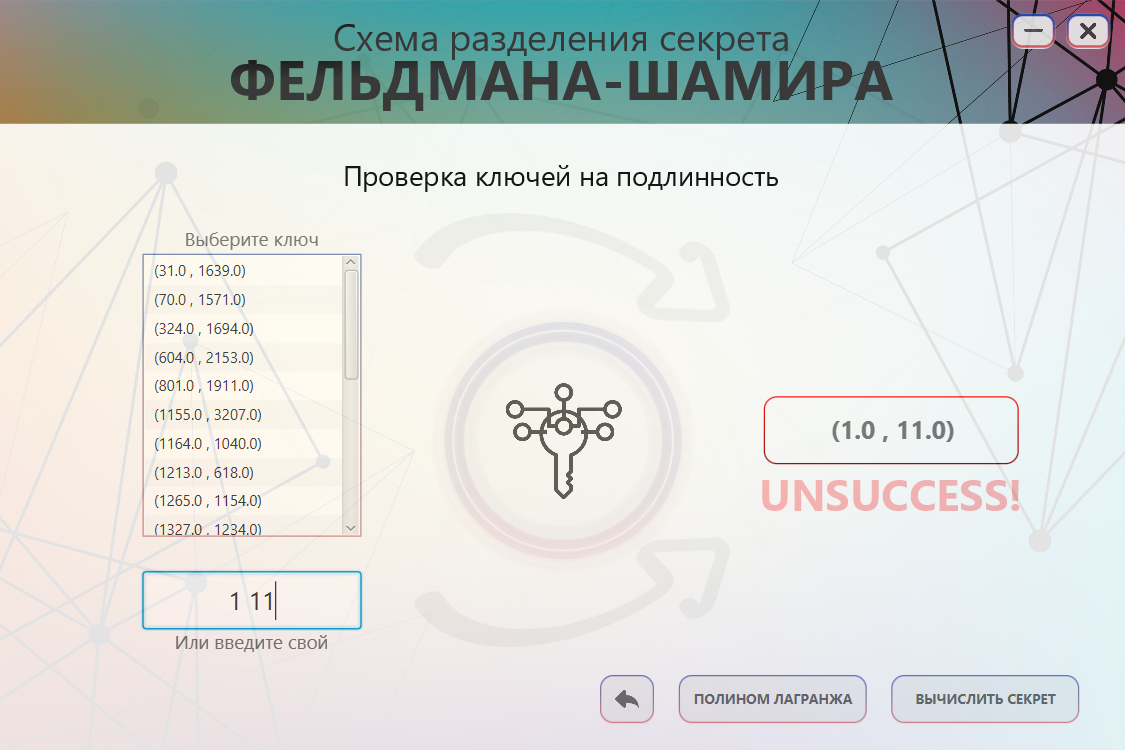 Схема разделения секрета
ФЕЛЬДМАНА-ШАМИРА
Проверка ключей на подлинность
Выберите ключ
(31.0 , 1639.0)
(70.0 , 1571.0)
(324.0 , 1694.0)
(604.0 , 2153.0)
(801.0 , 1911.0)
(1155.0 , 3207.0)
(1164.0 , 1040.0)
(1213.0 , 618.0)
(1265.0 , 1154.0)
(1327.0 , 1234.0)
(1.0 , 11.0)
UNSUCCESS!
1 11
Или введите свой
ПОЛИНОМ ЛАГРАНЖА
ВЫЧИСЛИТЬ СЕКРЕТ